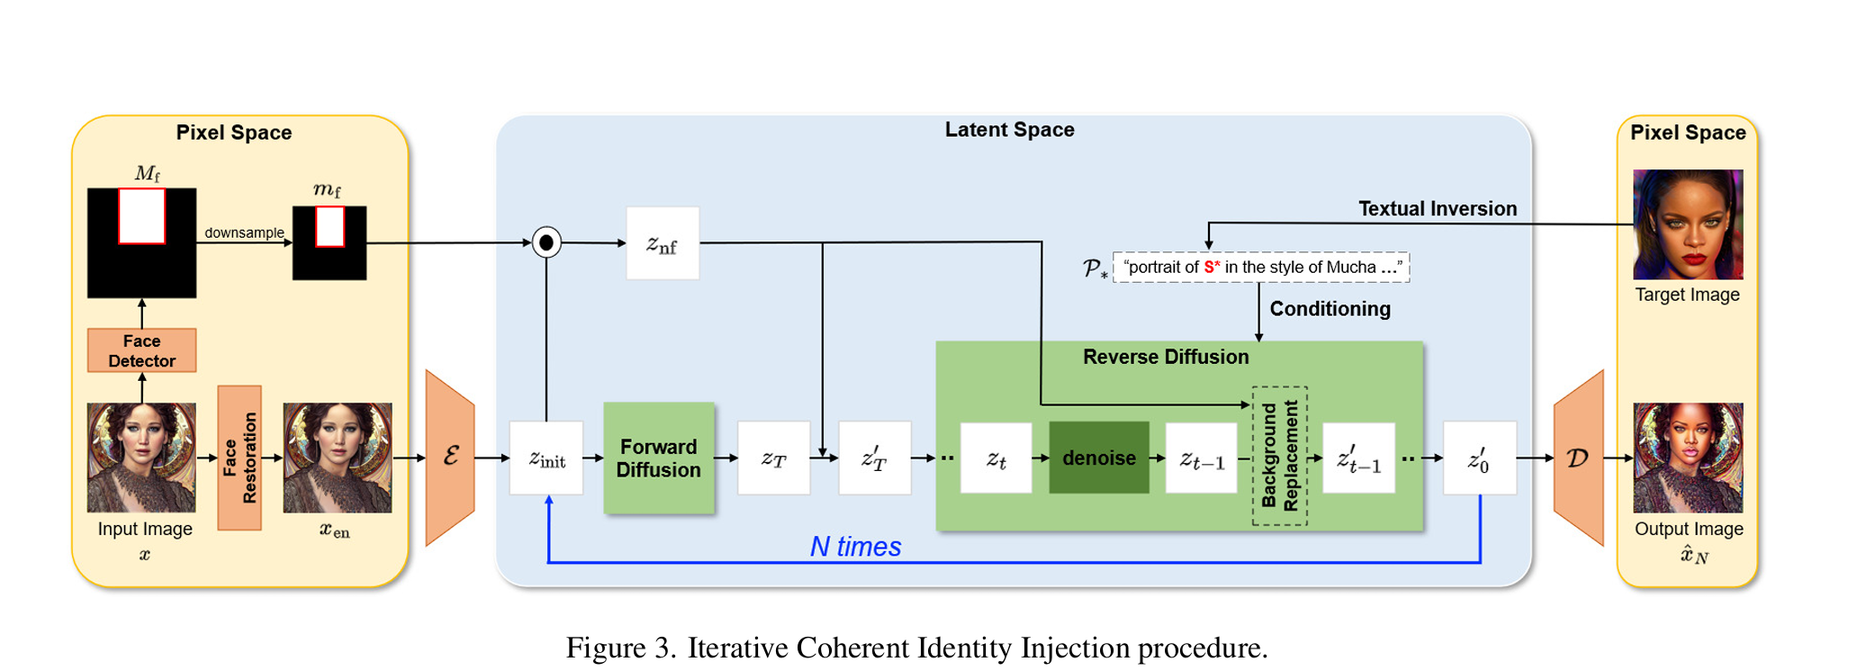 Pixel Space
M_f
m_f
downsample
Face
Detector
Face
Restoration
Input Image
x
x_en
ℰ
Latent Space
z_nf
z_init
Forward
Diffusion
z_T
z'_T
Textual Inversion
𝒫_* “portrait of S* in the style of Mucha ...”
Conditioning
Reverse Diffusion
..
z_t
denoise
z_{t−1}
Background
Replacement
z'_{t−1}
..
z'_0
N times
𝒟
Pixel Space
Target Image
Output Image
x̂_N
Figure 3. Iterative Coherent Identity Injection procedure.